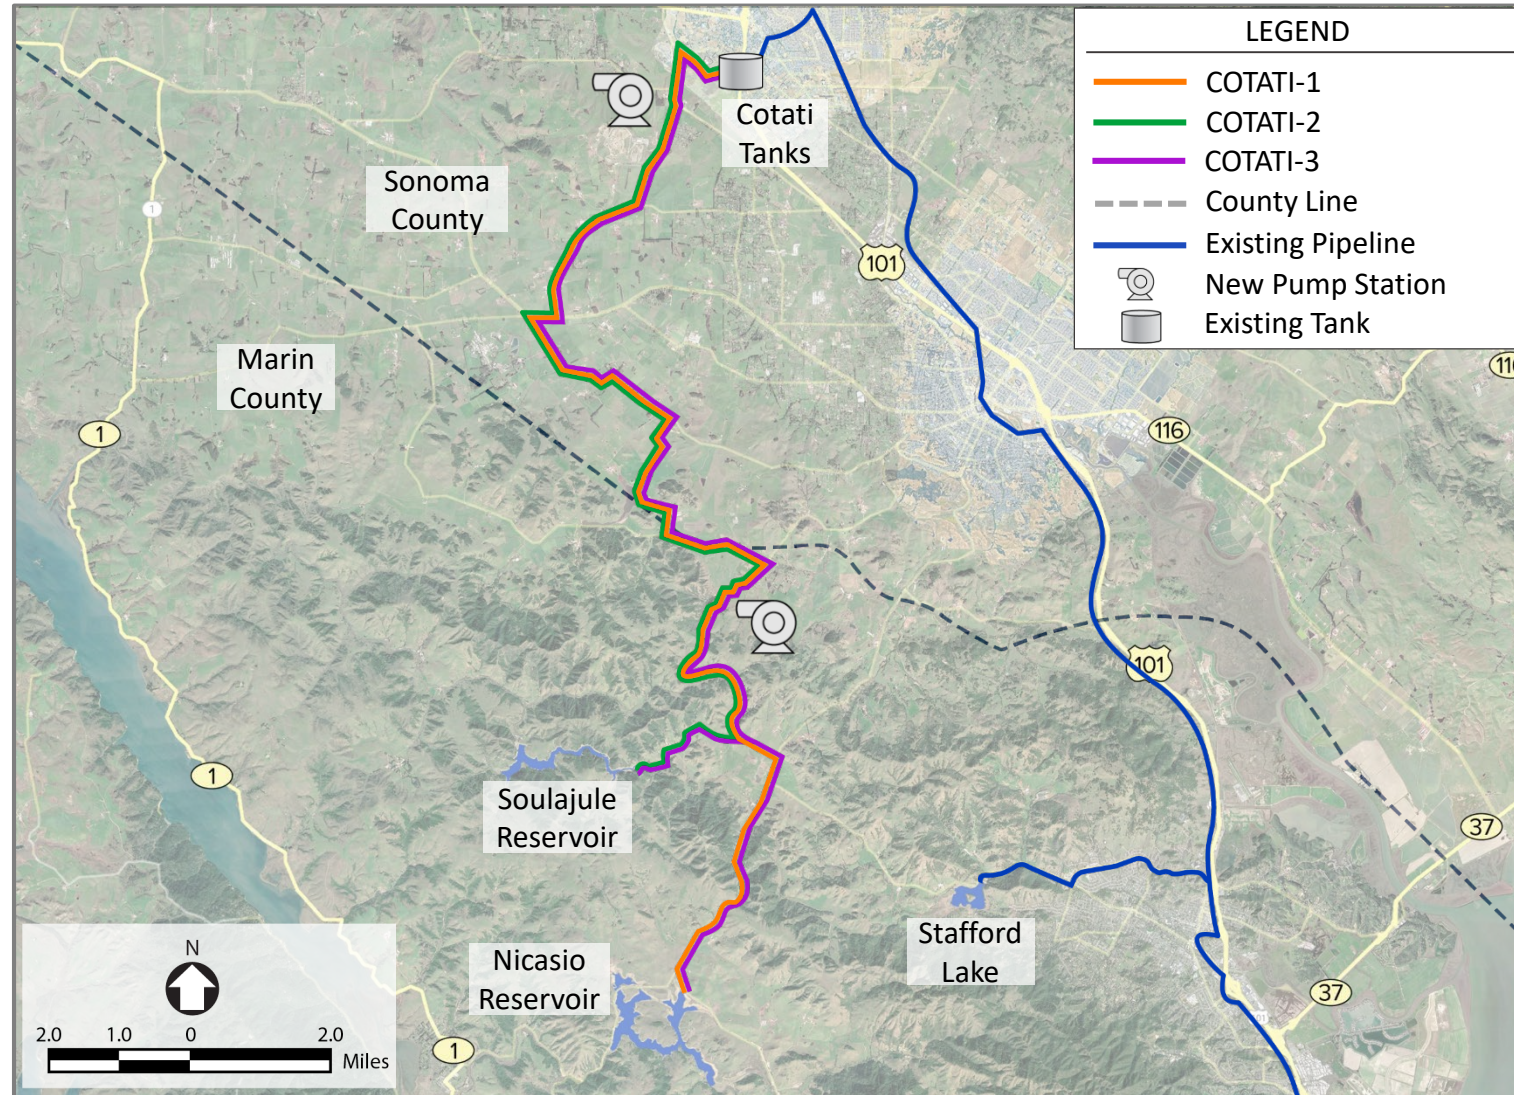 LEGEND
COTATI-1
COTATI-2
COTATI-3
County Line
Existing Pipeline
New Pump Station
Existing Tank
Cotati
Tanks
Sonoma
County
1
101
Marin
County
116
1
116
101
1
Soulajule
Reservoir
37
Stafford
Lake
Nicasio
Reservoir
37
1
N
2.0 1.0 0 2.0
Miles